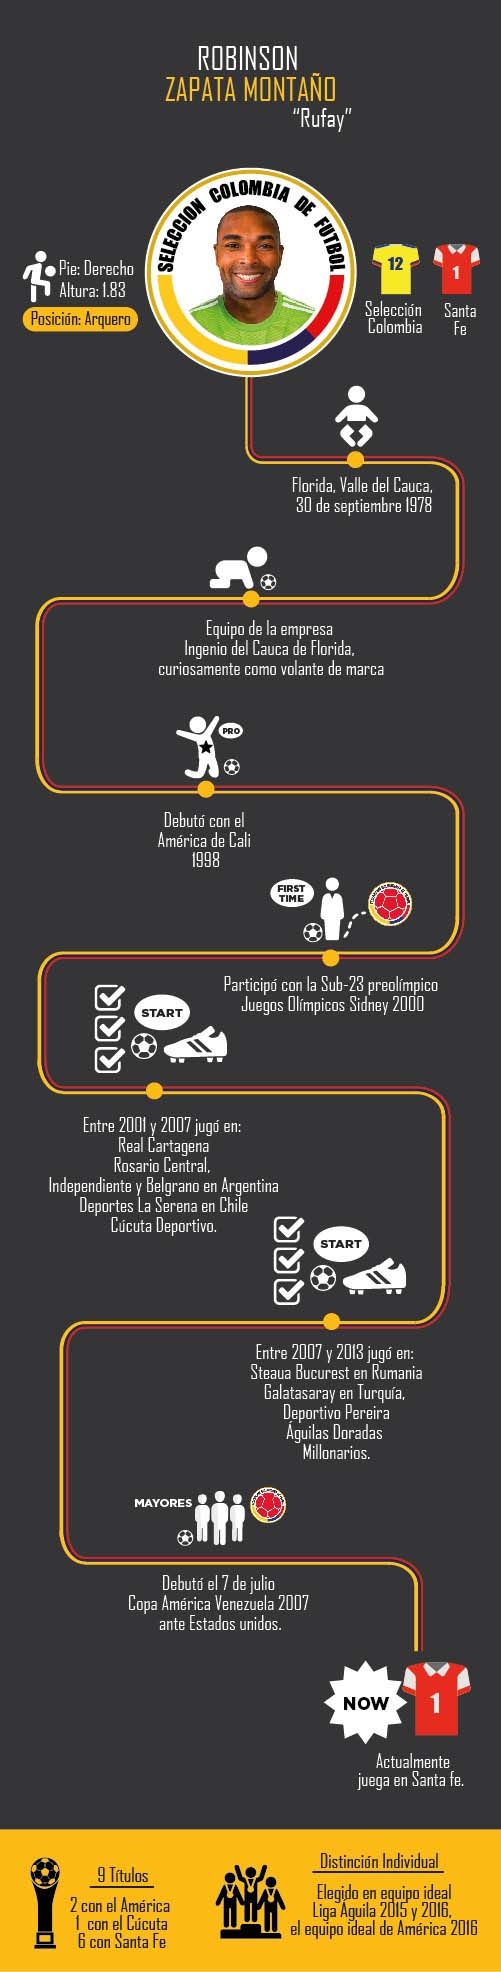 ROBINSON
ZAPATA MONTAÑO
“Rufay”
SELECCION COLOMBIA DE FUTBOL
Pie: Derecho
Altura: 1.83
Posición: Arquero
12
Selección
Colombia
1
Santa
Fe
Florida, Valle del Cauca,
30 de septiembre 1978
Equipo de la empresa
Ingenio del Cauca de Florida,
curiosamente como volante de marca
PRO
Debutó con el
América de Cali
1998
FIRST
TIME
Participó con la Sub-23 preolímpico
Juegos Olímpicos Sidney 2000
START
Entre 2001 y 2007 jugó en:
Real Cartagena
Rosario Central,
Independiente y Belgrano en Argentina
Deportes La Serena en Chile
Cúcuta Deportivo.
START
Entre 2007 y 2013 jugó en:
Steaua Bucurest en Rumania
Galatasaray en Turquía,
Deportivo Pereira
Águilas Doradas
Millonarios.
MAYORES
Debutó el 7 de julio
Copa América Venezuela 2007
ante Estados unidos.
NOW
1
Actualmente
juega en Santa fe.
9 Títulos
2 con el América
1 con el Cúcuta
6 con Santa Fe
Distinción Individual
Elegido en equipo ideal
Liga Águila 2015 y 2016,
el equipo ideal de América 2016